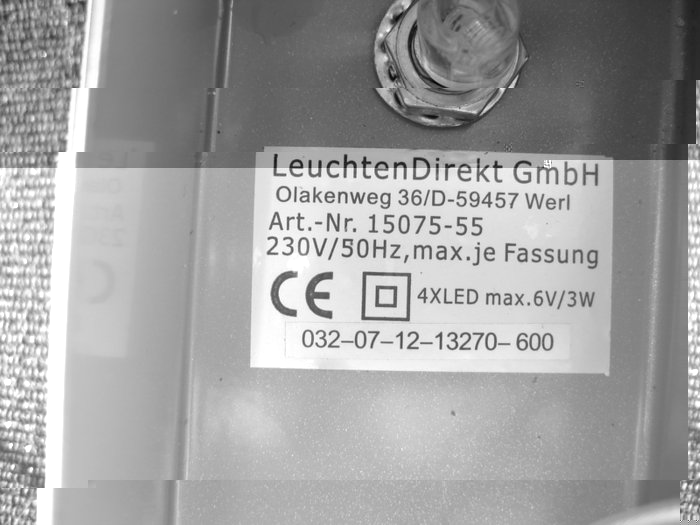 LeuchtenDirekt GmbH
Olakenweg 36/D-59457 Werl
Art.-Nr. 15075-55
230V/50Hz,max.je Fassung
CE 4XLED max.6V/3W
032–07–12–13270– 600